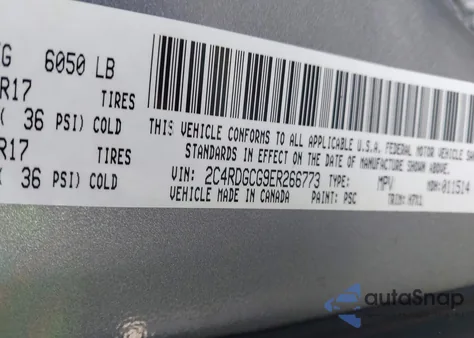 G 6050 LB
R17 TIRES
( 36 PSI) COLD
R17 TIRES
( 36 PSI) COLD
THIS VEHICLE CONFORMS TO ALL APPLICABLE U.S.A. FEDERAL MOTOR VEHICLE
STANDARDS IN EFFECT ON THE DATE OF MANUFACTURE SHOWN ABOVE.
VIN: 2C4RDGCG9ER266773 TYPE: MPV
VEHICLE MADE IN CANADA PAINT: PSC TRIM:
autoSnap